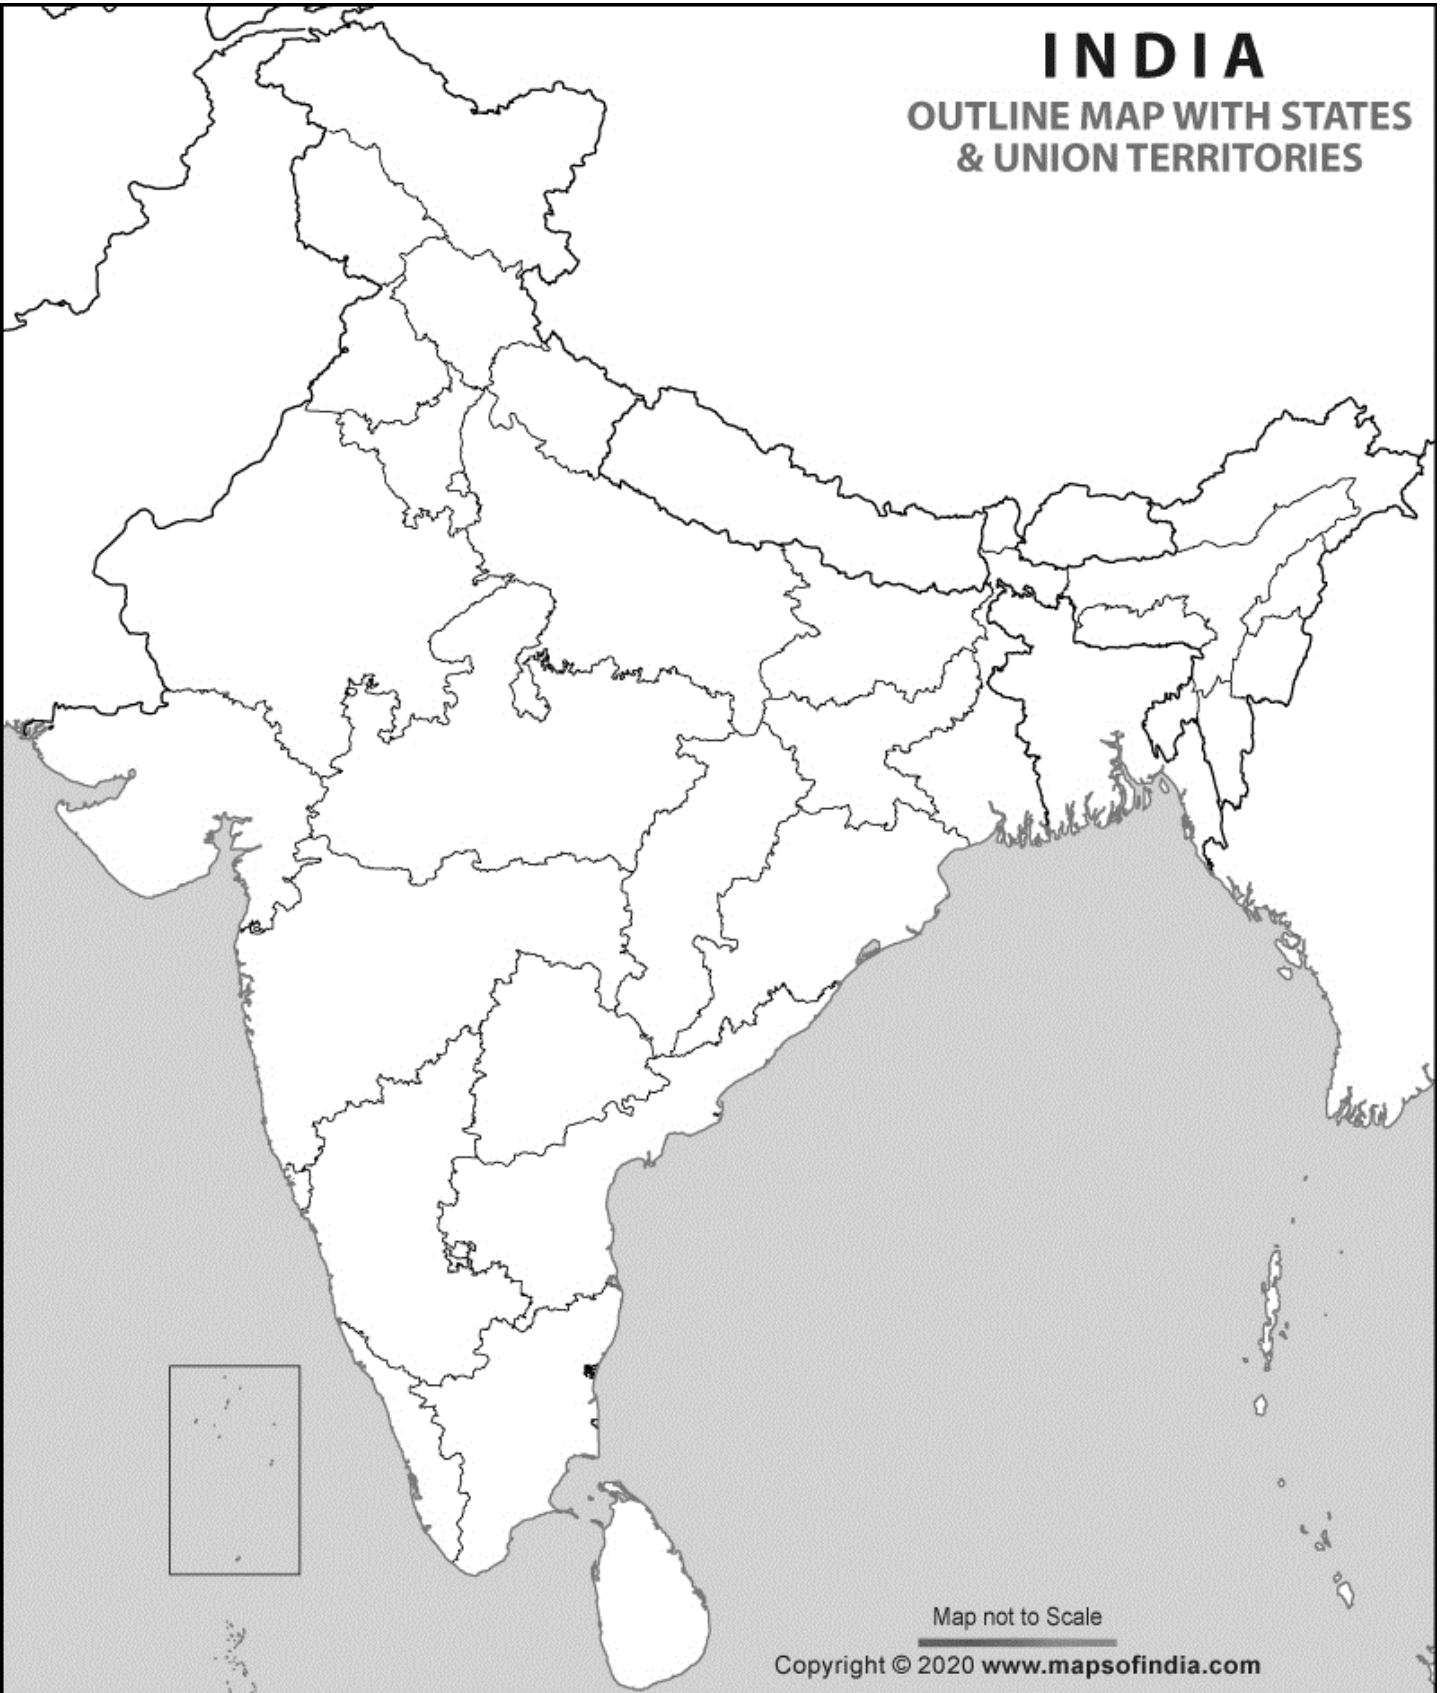 INDIA
OUTLINE MAP WITH STATES
& UNION TERRITORIES
Map not to Scale
Copyright © 2020 www.mapsofindia.com